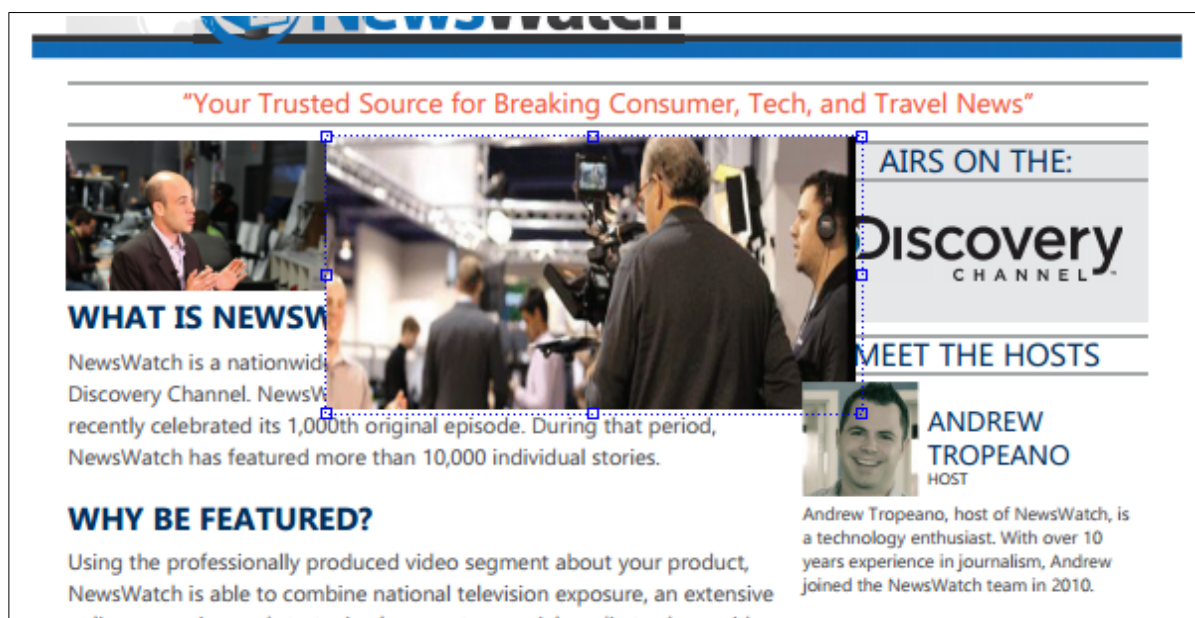 NewsWatch
"Your Trusted Source for Breaking Consumer, Tech, and Travel News"
AIRS ON THE:
Discovery
CHANNEL
WHAT IS NEWSW
NewsWatch is a nationwid
Discovery Channel. NewsW
recently celebrated its 1,000th original episode. During that period,
NewsWatch has featured more than 10,000 individual stories.
WHY BE FEATURED?
Using the professionally produced video segment about your product,
NewsWatch is able to combine national television exposure, an extensive
MEET THE HOSTS
ANDREW
TROPEANO
HOST
Andrew Tropeano, host of NewsWatch, is
a technology enthusiast. With over 10
years experience in journalism, Andrew
joined the NewsWatch team in 2010.